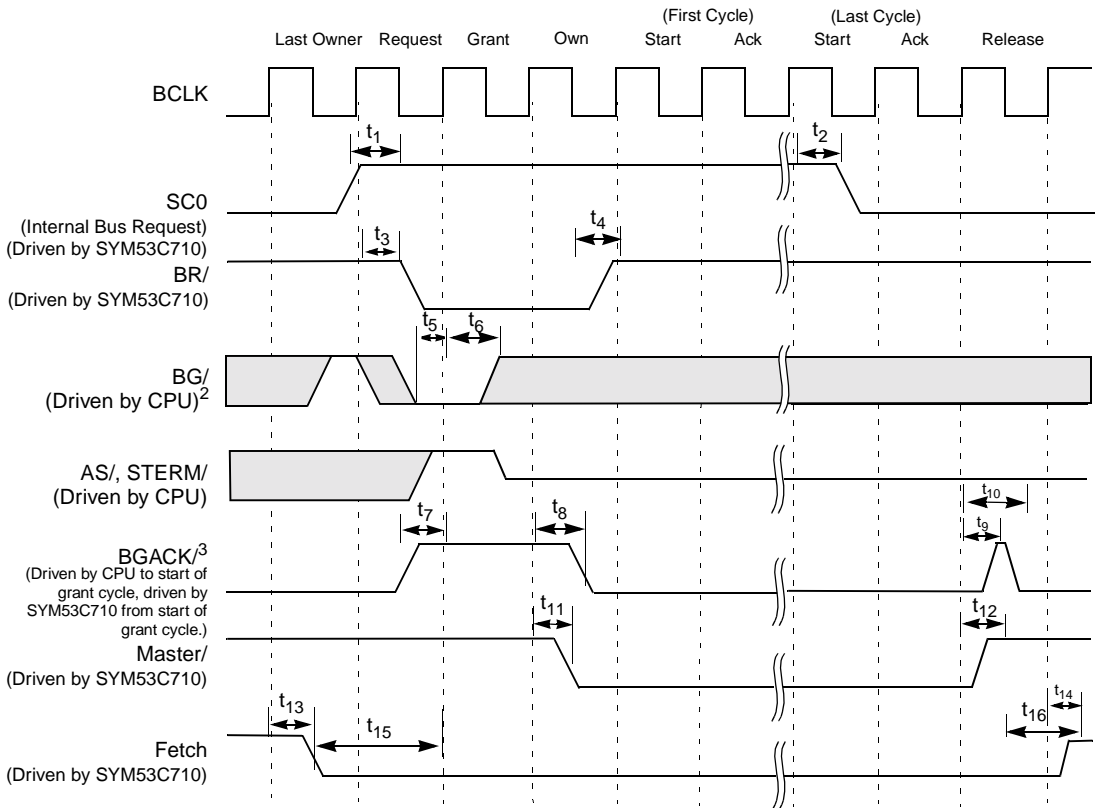 (First Cycle) (Last Cycle)
Last Owner Request Grant Own Start Ack Start Ack Release
BCLK
t1 t2
SC0
(Internal Bus Request)
(Driven by SYM53C710)
t3 t4
BR/
(Driven by SYM53C710)
t5 t6
BG/
(Driven by CPU)2
AS/, STERM/
(Driven by CPU)
t10
t7 t8 t9
BGACK/3
(Driven by CPU to start of
grant cycle, driven by
SYM53C710 from start of
grant cycle.)
t11 t12
Master/
(Driven by SYM53C710)
t13 t15 t16 t14
Fetch
(Driven by SYM53C710)